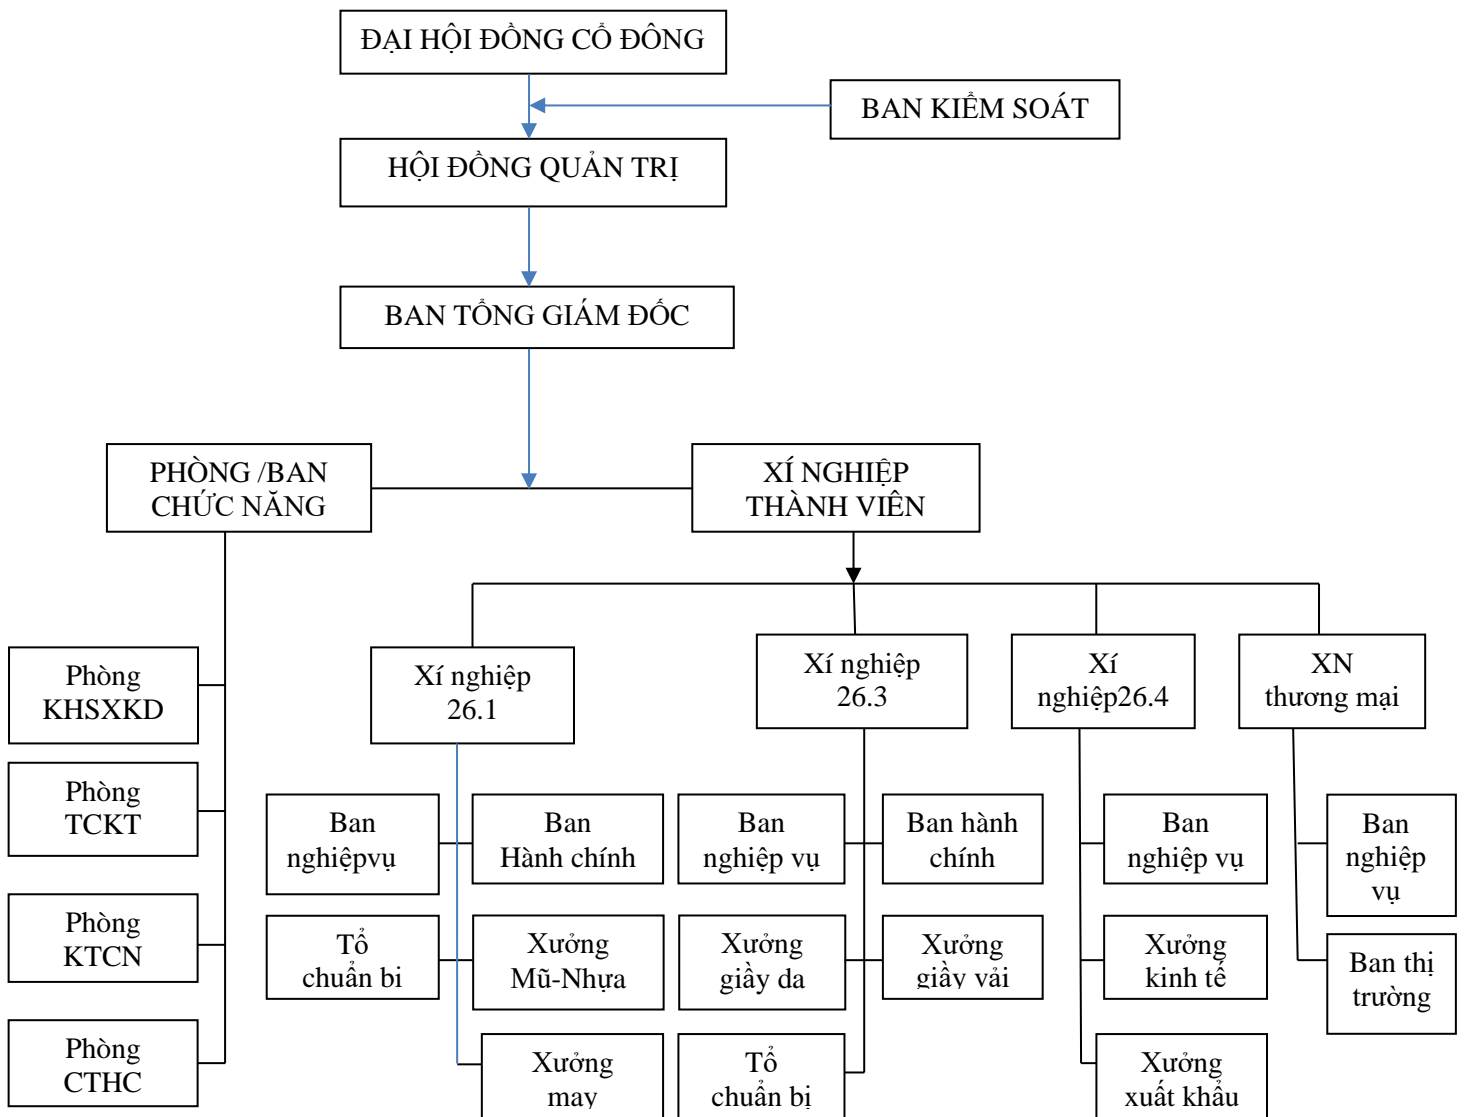 ĐẠI HỘI ĐỒNG CỔ ĐÔNG
BAN KIỂM SOÁT
HỘI ĐỒNG QUẢN TRỊ
BAN TỔNG GIÁM ĐỐC
PHÒNG /BAN
CHỨC NĂNG
XÍ NGHIỆP
THÀNH VIÊN
Phòng
KHSXKD
Xí nghiệp
26.1
Xí nghiệp
26.3
Xí
nghiệp26.4
XN
thương mại
Phòng
TCKT
Ban
nghiệpvụ
Ban
Hành chính
Ban
nghiệp vụ
Ban hành
chính
Ban
nghiệp vụ
Ban
nghiệp
vụ
Phòng
KTCN
Tổ
chuẩn bi
Xưởng
Mũ-Nhựa
Xưởng
giầy da
Xưởng
giầy vải
Xưởng
kinh tế
Ban thị
trường
Phòng
CTHC
Xưởng
may
Tổ
chuẩn bị
Xưởng
xuất khẩu